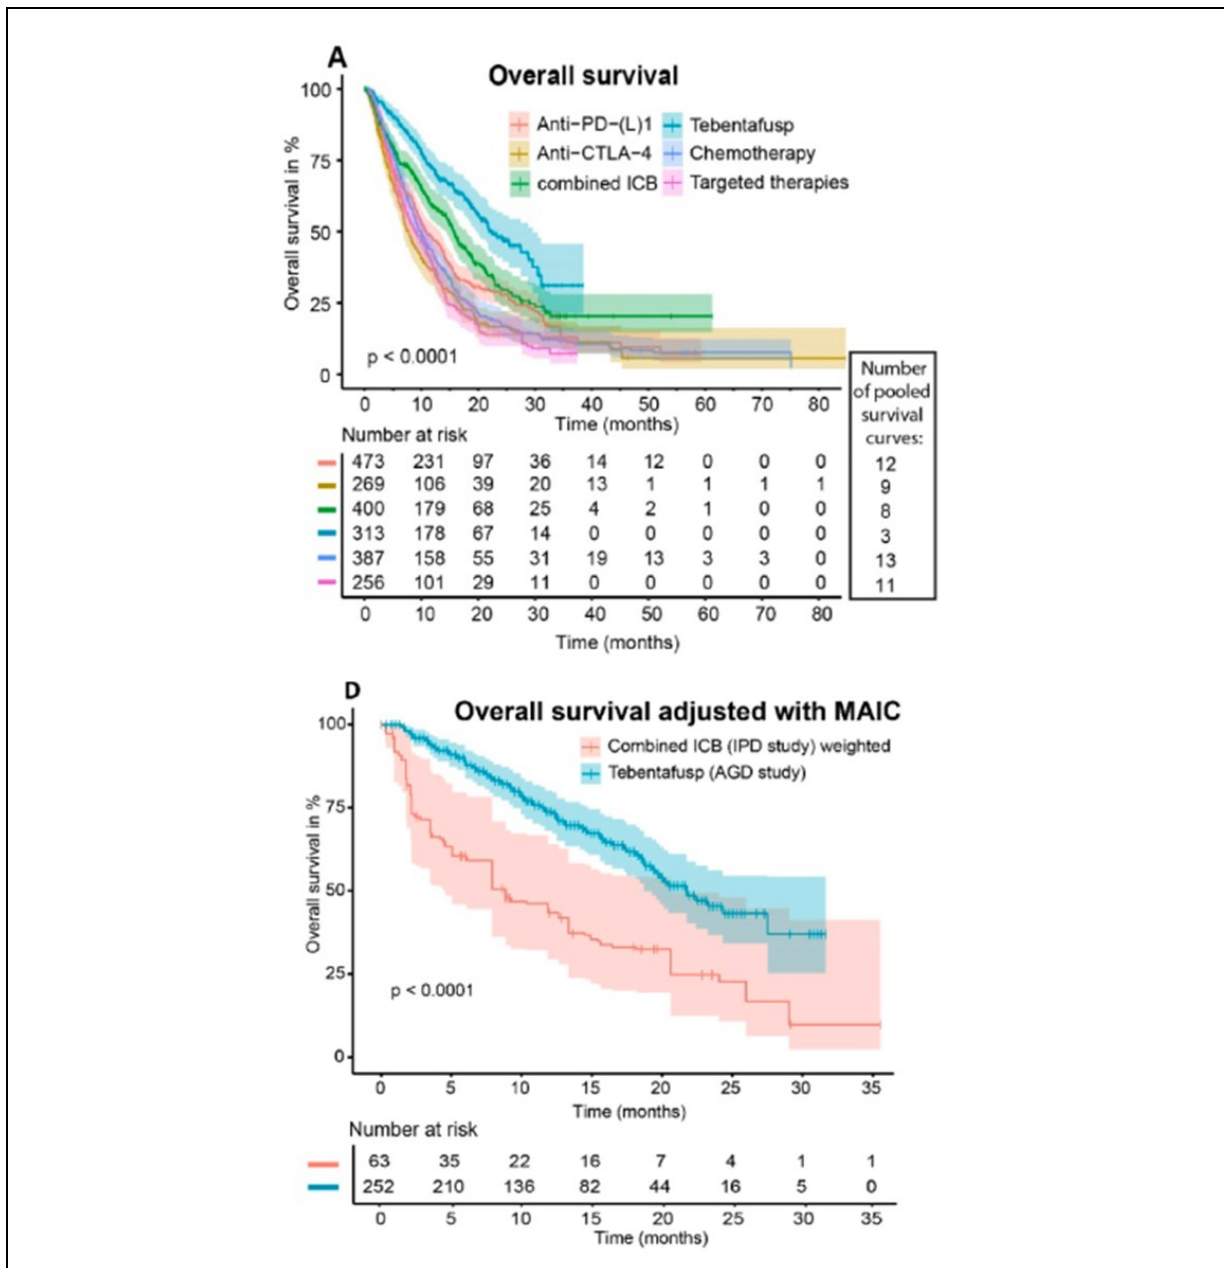 A
Overall survival
Anti-PD-(L)1
Tebentafusp
Anti-CTLA-4
Chemotherapy
combined ICB
Targeted therapies
Overall survival in %
100
75
50
25
0
p < 0.0001
0 10 20 30 40 50 60 70 80
Time (months)
Number
of pooled
survival
curves:
12
9
8
3
13
11
Number at risk
473 231 97 36 14 12 0 0 0
269 106 39 20 13 1 1 1 1
400 179 68 25 4 2 1 0 0
313 178 67 14 0 0 0 0 0
387 158 55 31 19 13 3 3 0
256 101 29 11 0 0 0 0 0
0 10 20 30 40 50 60 70 80
Time (months)
D
Overall survival adjusted with MAIC
Combined ICB (IPD study) weighted
Tebentafusp (AGD study)
Overall survival in %
100
75
50
25
0
p < 0.0001
0 5 10 15 20 25 30 35
Time (months)
Number at risk
63 35 22 16 7 4 1 1
252 210 136 82 44 16 5 0
0 5 10 15 20 25 30 35
Time (months)